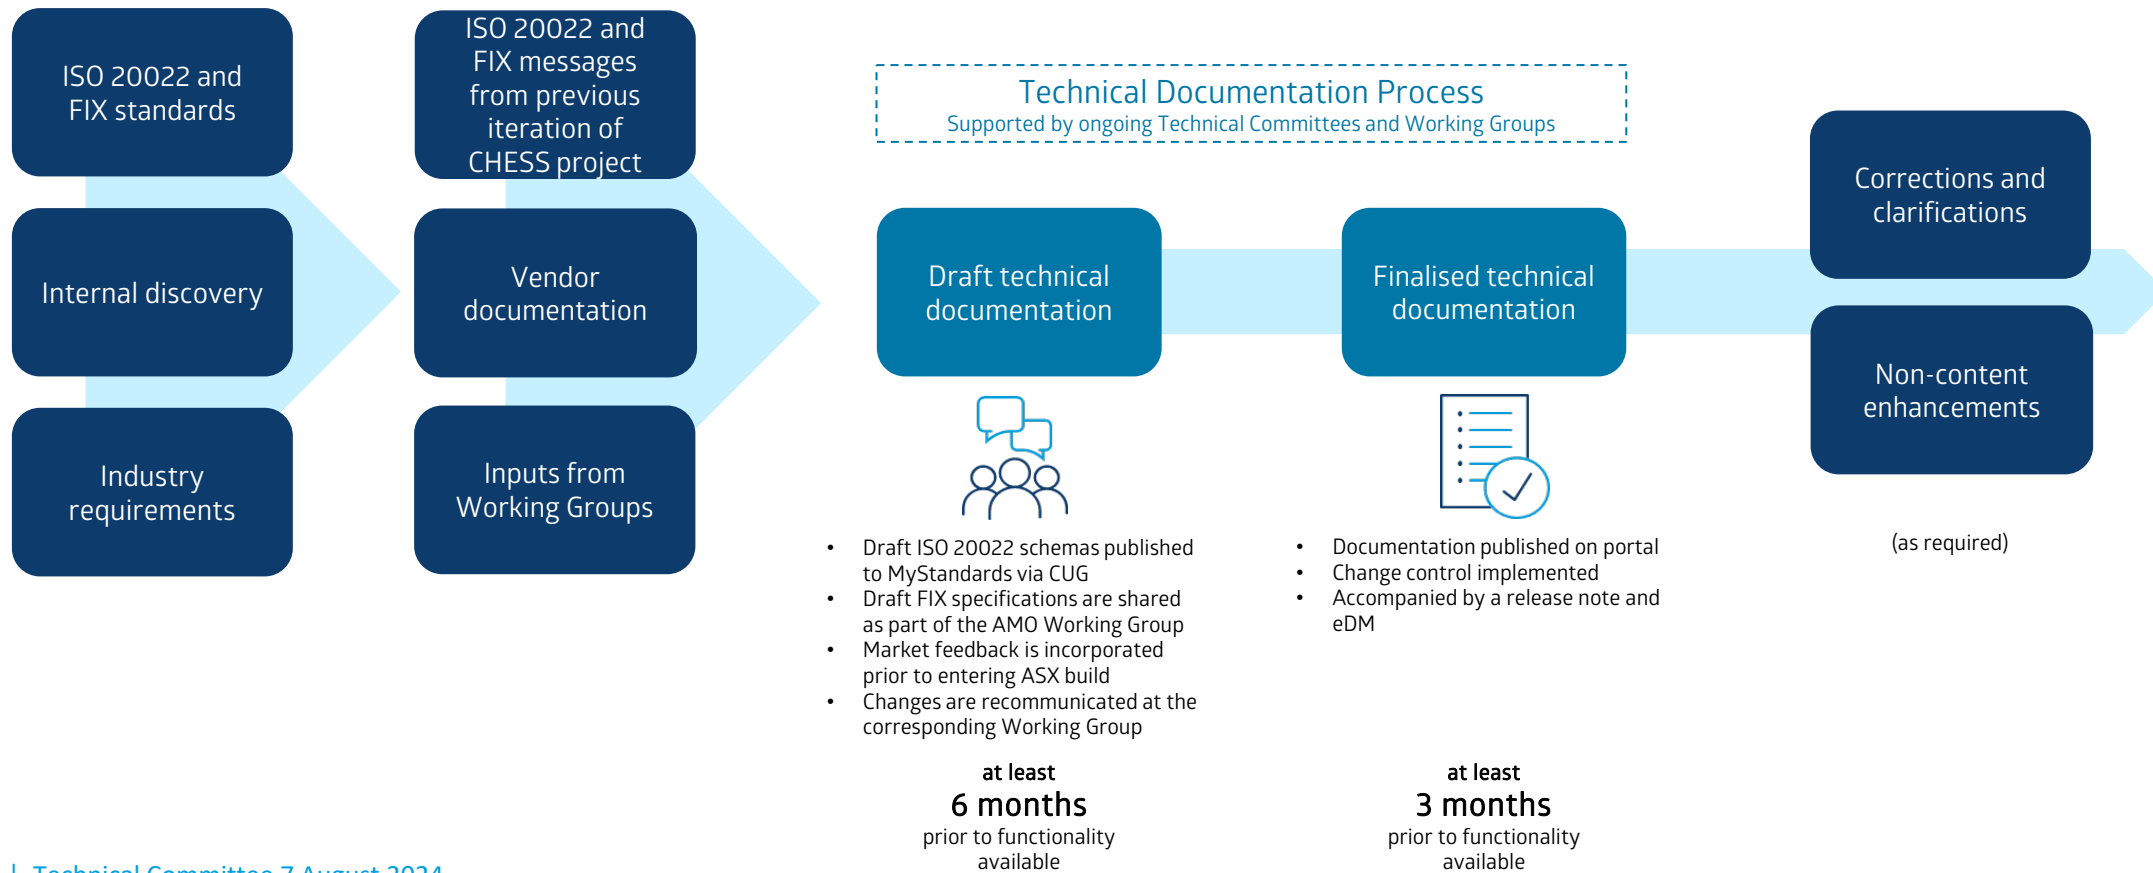 ISO 20022 and
FIX standards
Internal discovery
Industry
requirements
ISO 20022 and
FIX messages
from previous
iteration of
CHESS project
Vendor
documentation
Inputs from
Working Groups
Technical Documentation Process
Supported by ongoing Technical Committees and Working Groups
Draft technical
documentation
• Draft ISO 20022 schemas published
to MyStandards via CUG
• Draft FIX specifications are shared
as part of the AMO Working Group
• Market feedback is incorporated
prior to entering ASX build
• Changes are recommunicated at the
corresponding Working Group
at least
6 months
prior to functionality
available
Finalised technical
documentation
• Documentation published on portal
• Change control implemented
• Accompanied by a release note and
eDM
at least
3 months
prior to functionality
available
Corrections and
clarifications
Non-content
enhancements
(as required)
| Technical Committee 7 August 2024